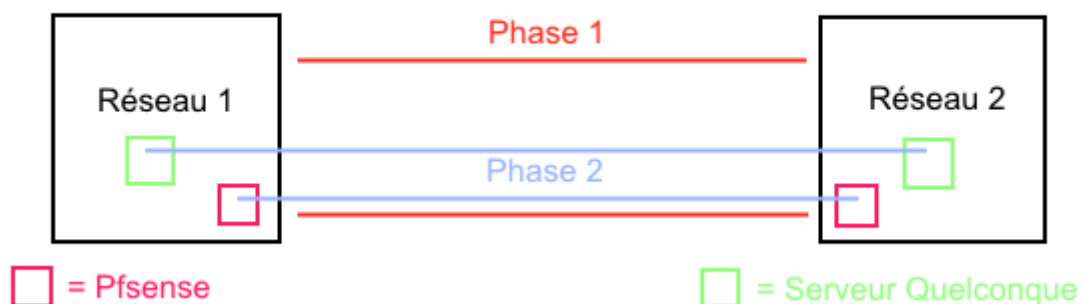 Phase 1
Réseau 1
Réseau 2
Phase 2
= Pfsense
= Serveur Quelconque